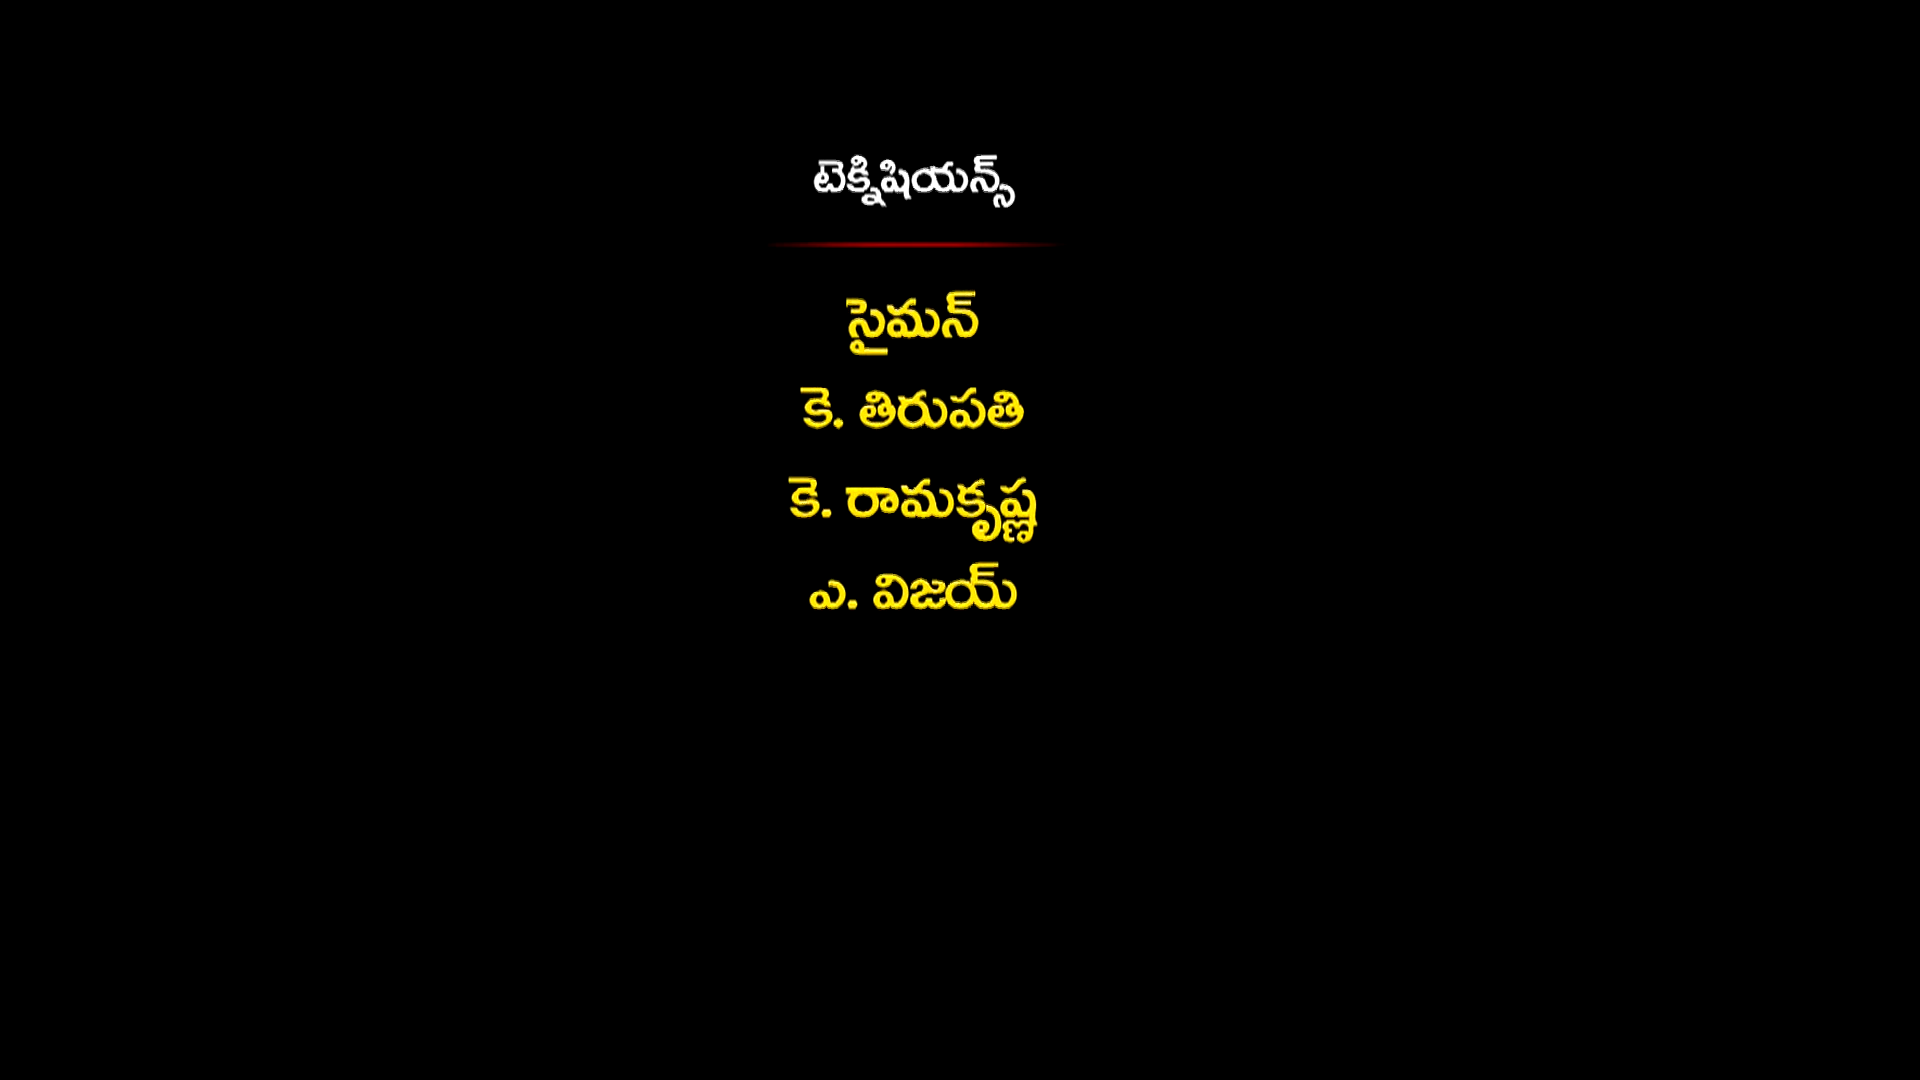 టెక్నిషియన్స్
సైమన్
కె. తిరుపతి
కె. రామకృష్ణ
ఎ. విజయ్